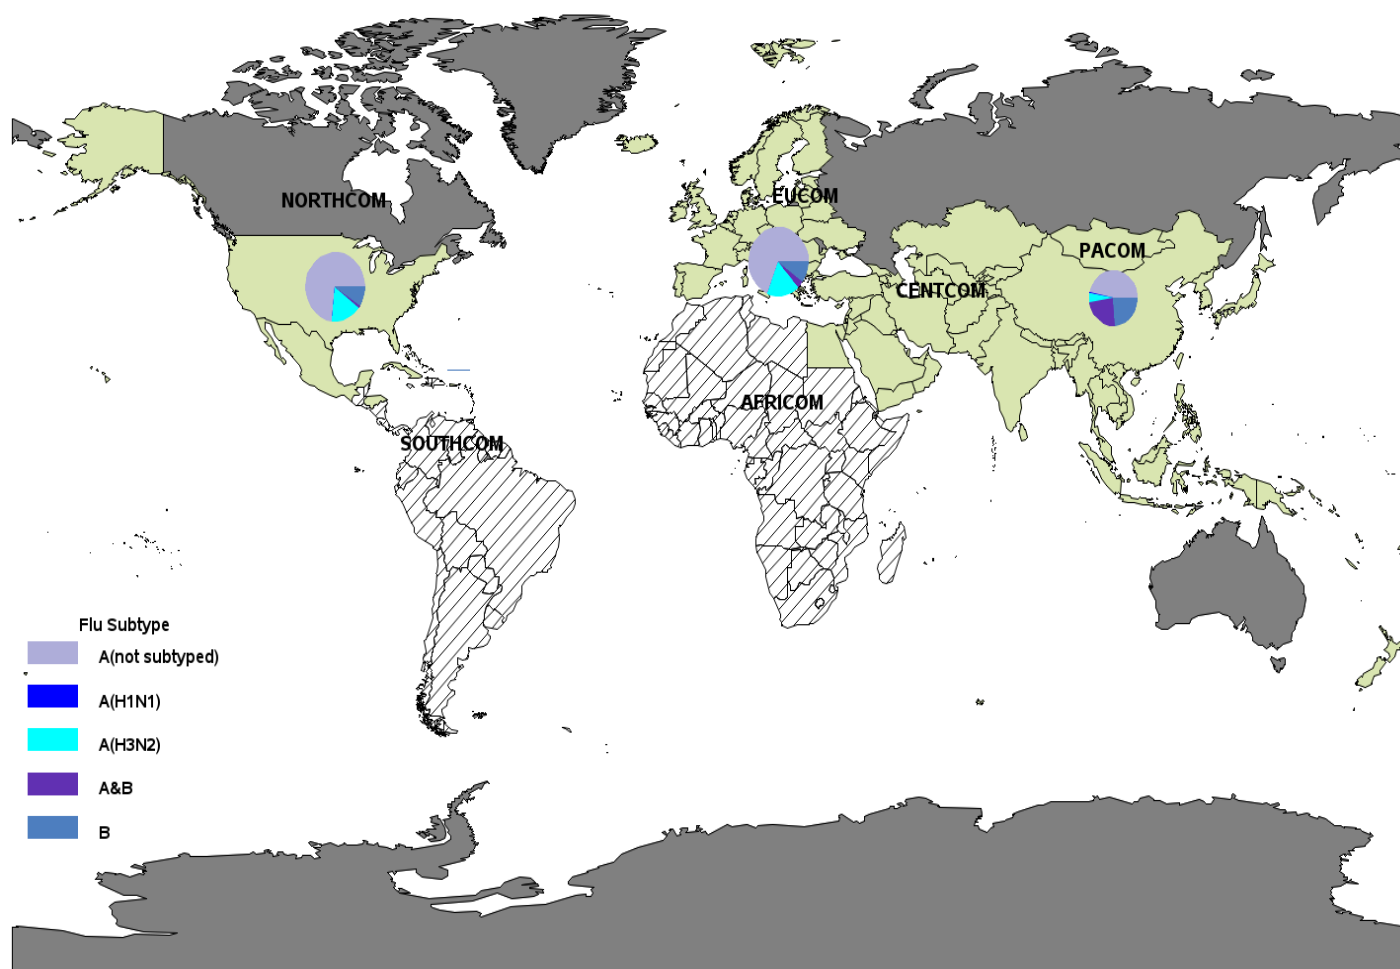 NORTHCOM
EUCOM
PACOM
CENTCOM
AFRICOM
SOUTHCOM
Flu Subtype
A(not subtyped)
A(H1N1)
A(H3N2)
A&B
B